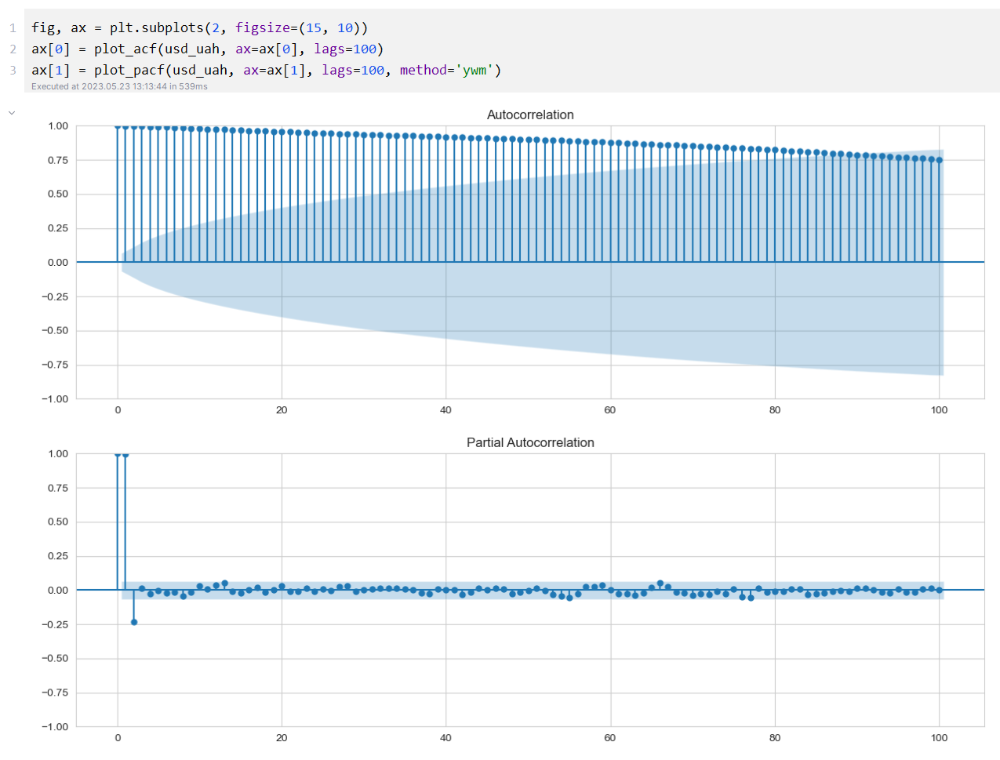 1 fig, ax = plt.subplots(2, figsize=(15, 10))
2 ax[0] = plot_acf(usd_uah, ax=ax[0], lags=100)
3 ax[1] = plot_pacf(usd_uah, ax=ax[1], lags=100, method='ywm')
Executed at 2023.05.23 13:13:44 in 539ms
Autocorrelation
1.00
0.75
0.50
0.25
0.00
−0.25
−0.50
−0.75
−1.00
0 20 40 60 80 100
Partial Autocorrelation
1.00
0.75
0.50
0.25
0.00
−0.25
−0.50
−0.75
−1.00
0 20 40 60 80 100